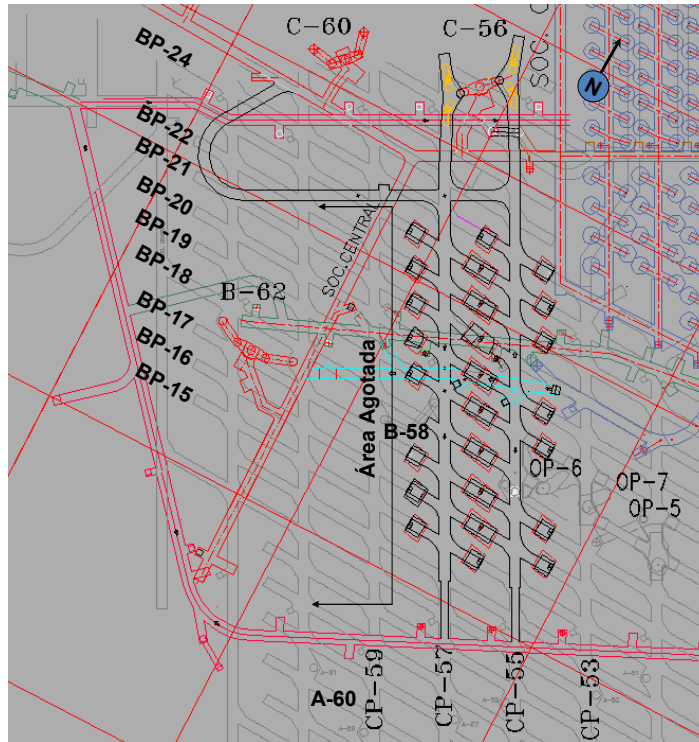 C-60
C-56
SOC. C
BP-24
N
BP-22
BP-21
BP-20
BP-19
BP-18
BP-17
BP-16
BP-15
SOC.CENTRAL
B-62
Área Agotada
B-58
OP-6
OP-7
OP-5
A-60
CP-59
CP-57
CP-55
CP-53
A-61
A-57